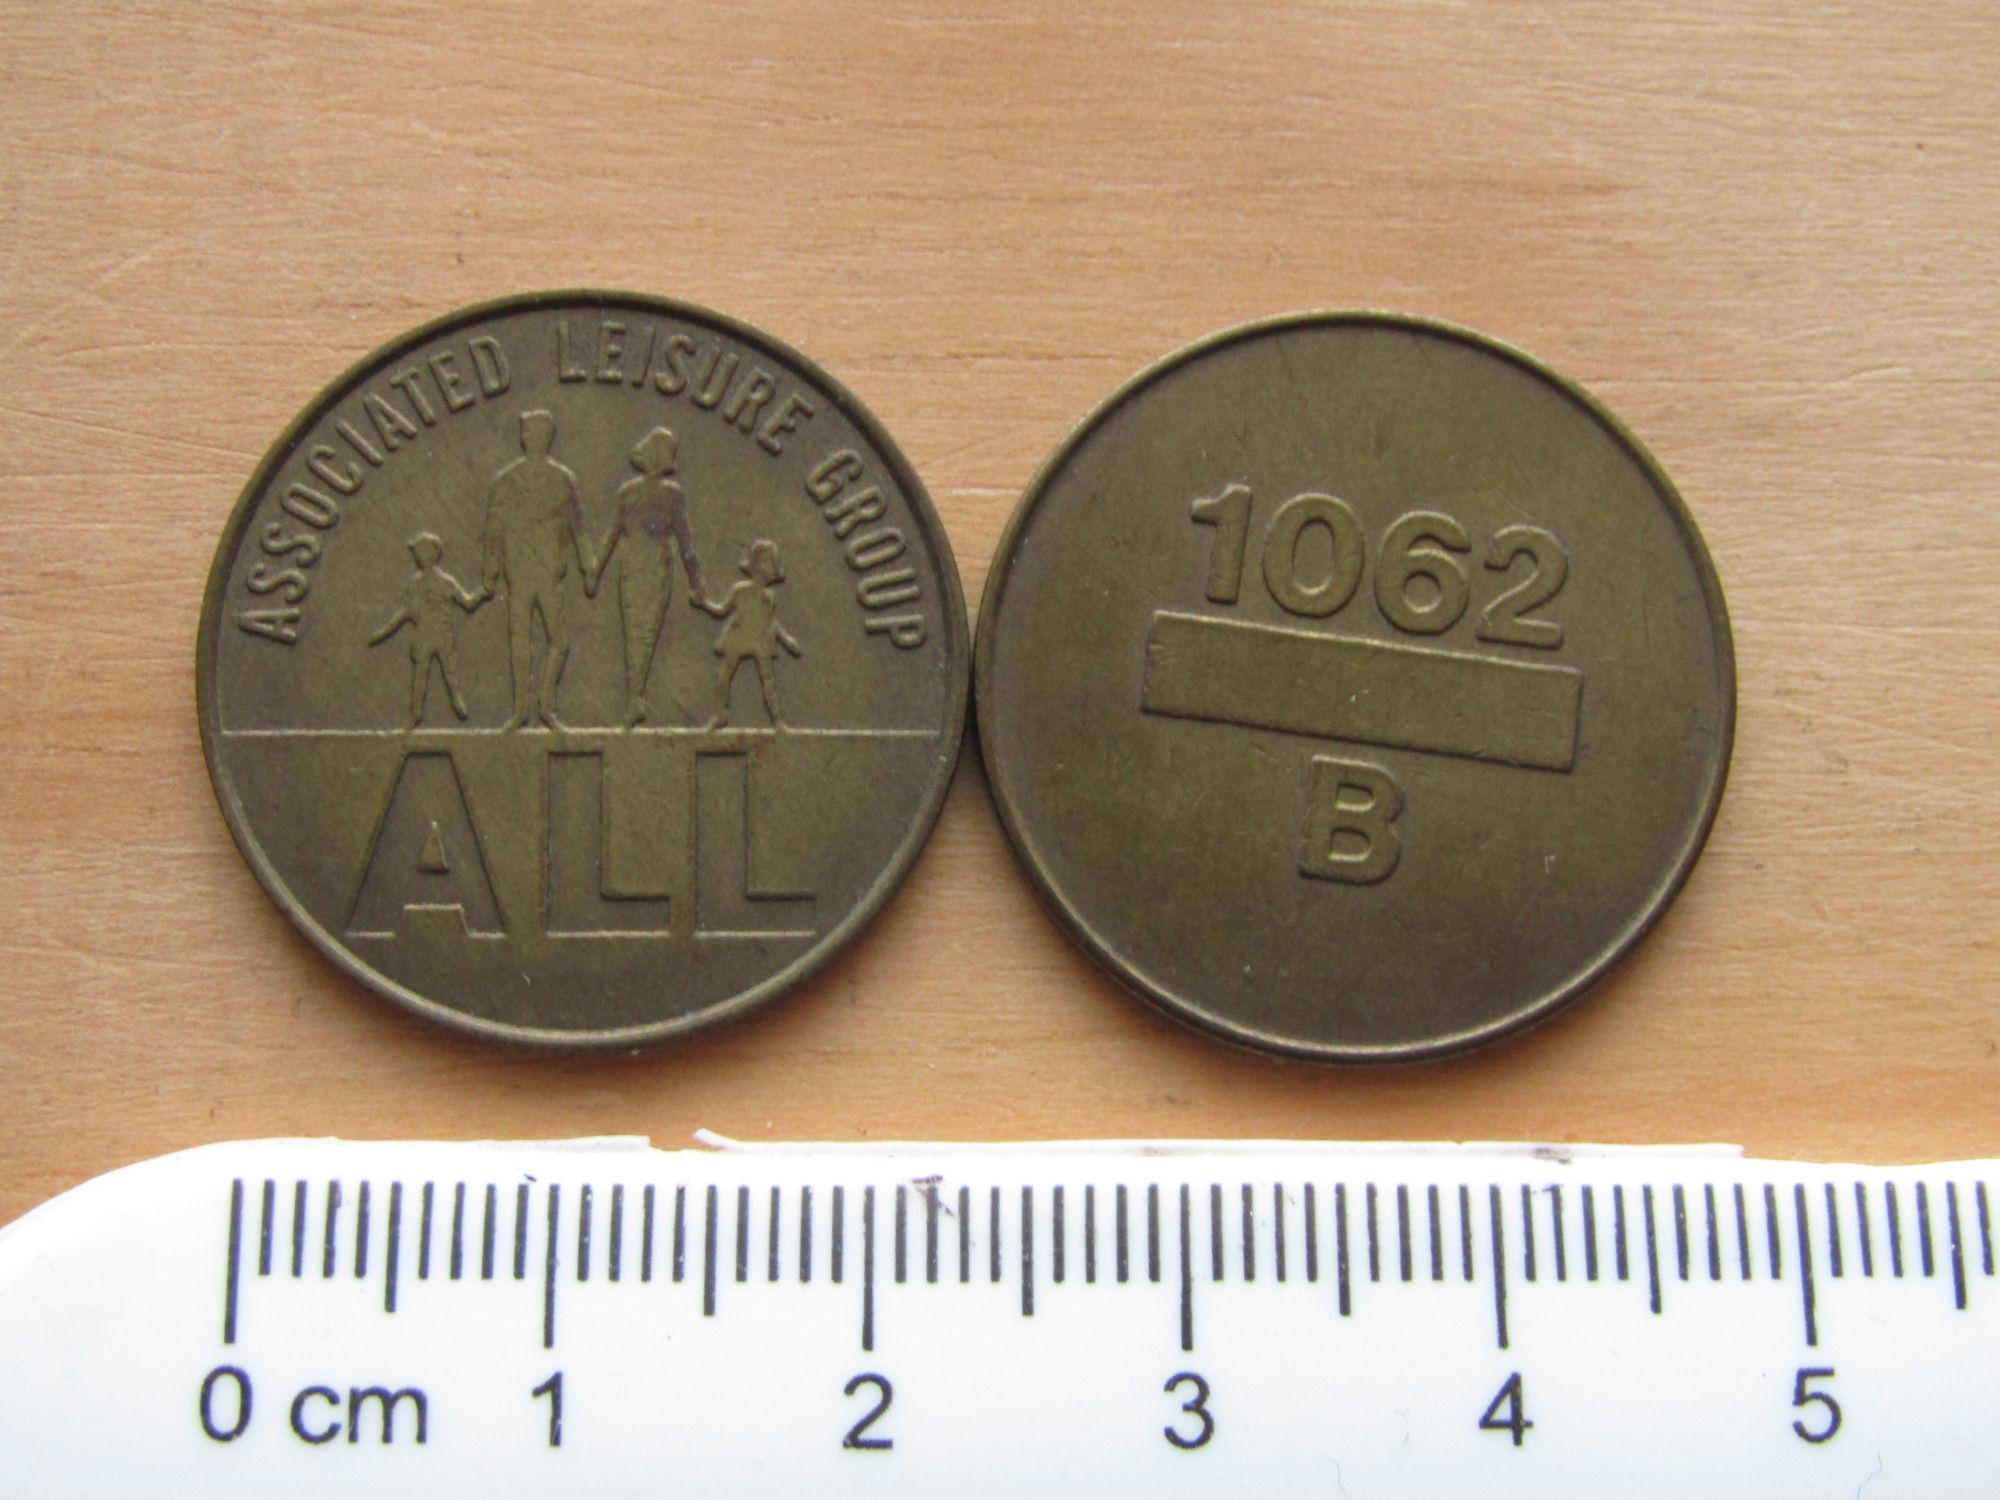 ASSOCIATED LEISURE GROUP
ALL
1062
B
0 cm 1 2 3 4 5